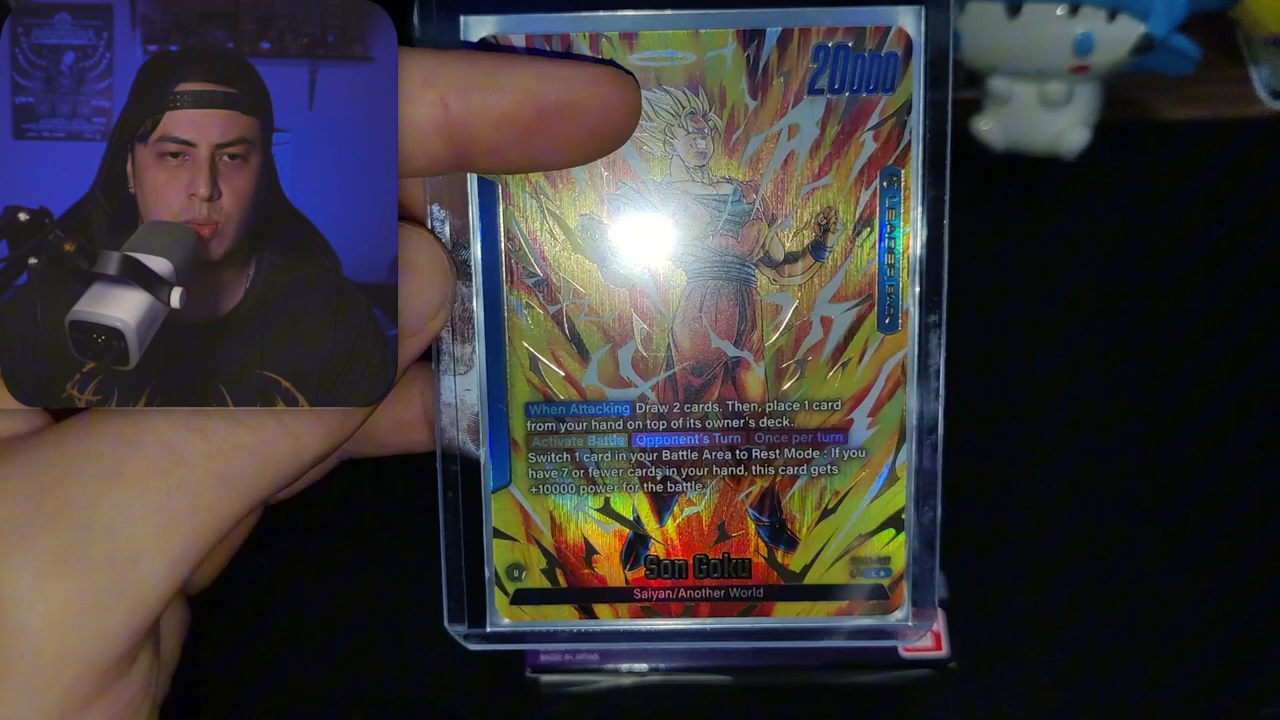 20000
LEADER
When Attacking Draw 2 cards. Then, place 1 card
from your hand on top of its owner's deck.
Activate Battle Opponent's Turn Once per turn
Switch 1 card in your Battle Area to Rest Mode : If you
have 7 or fewer cards in your hand, this card gets
+10000 power for the battle.
Son Goku
Saiyan/Another World
MADE IN JAPAN